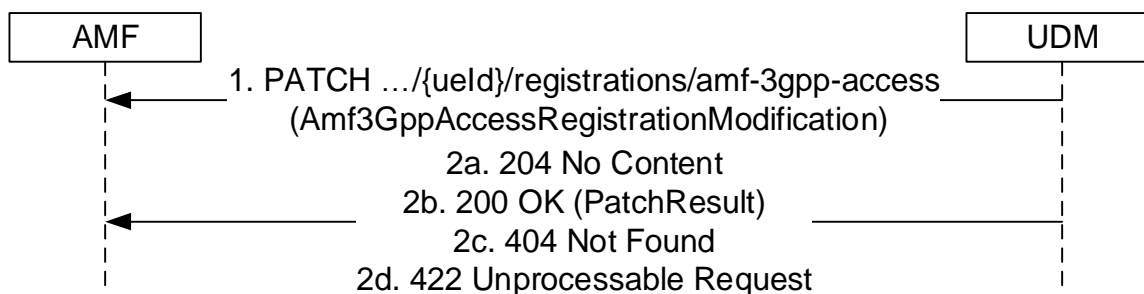 AMF
UDM
1. PATCH …/{ueId}/registrations/amf-3gpp-access
(Amf3GppAccessRegistrationModification)
2a. 204 No Content
2b. 200 OK (PatchResult)
2c. 404 Not Found
2d. 422 Unprocessable Request